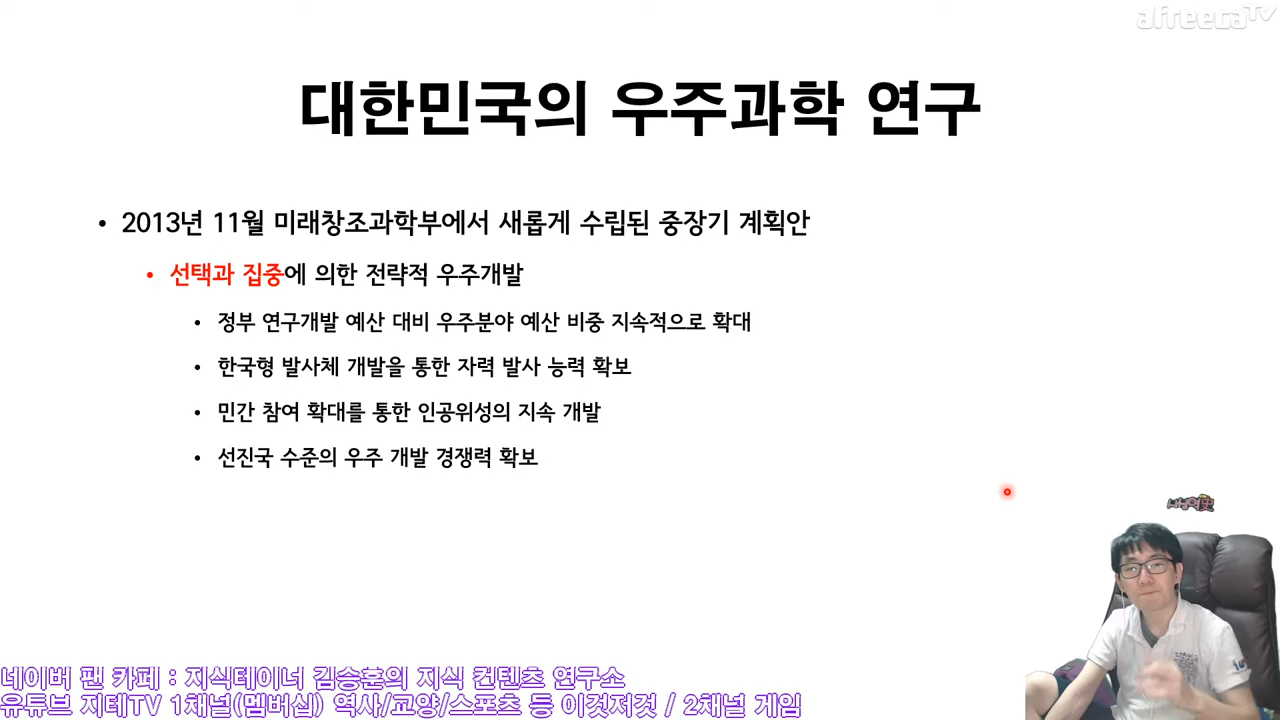 afreecaTV
대한민국의 우주과학 연구
• 2013년 11월 미래창조과학부에서 새롭게 수립된 중장기 계획안
• 선택과 집중에 의한 전략적 우주개발
• 정부 연구개발 예산 대비 우주분야 예산 비중 지속적으로 확대
• 한국형 발사체 개발을 통한 자력 발사 능력 확보
• 민간 참여 확대를 통한 인공위성의 지속 개발
• 선진국 수준의 우주 개발 경쟁력 확보
네이버 팬 카페 : 지식테이너 김승훈의 지식 컨텐츠 연구소
유튜브 지테TV 1채널(멤버십) 역사/교양/스포츠 등 이것저것 / 2채널 게임